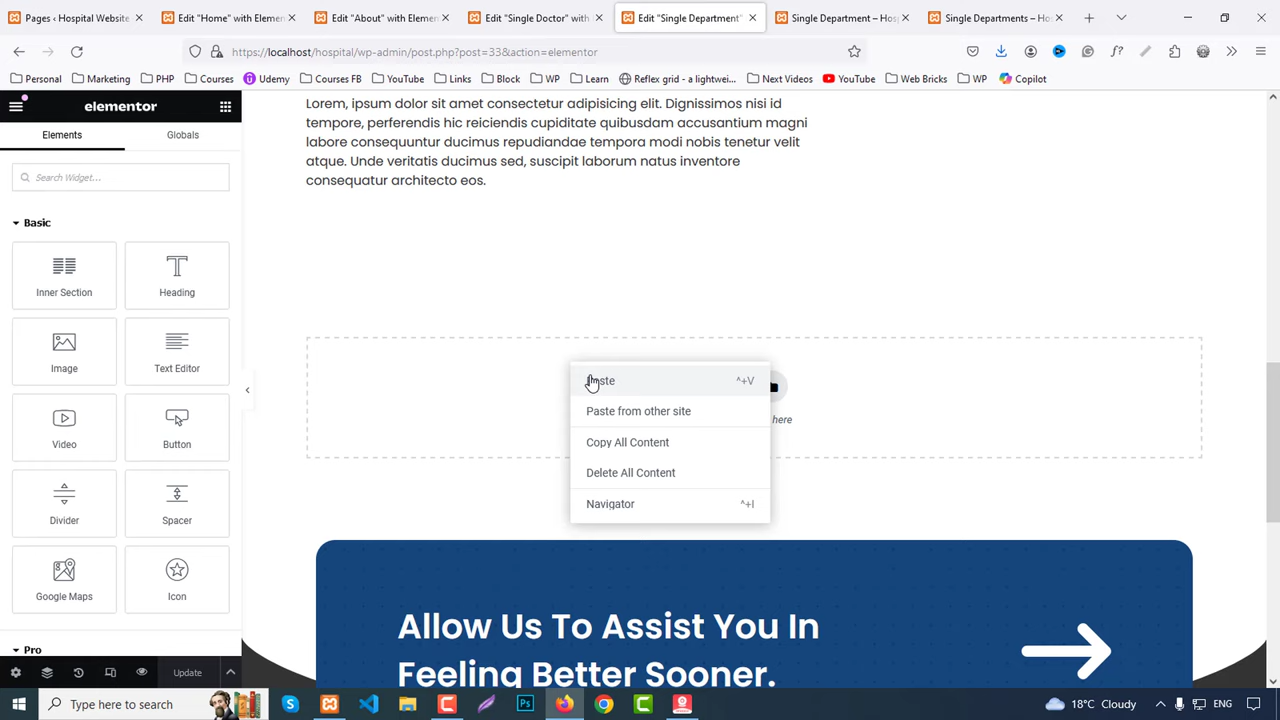 Pages ‹ Hospital Website
Edit "Home" with Elemen
Edit "About" with Elemen
Edit "Single Doctor" with
Edit "Single Department"
Single Department – Hosp
Single Departments – Hos
https://localhost/hospital/wp-admin/post.php?post=33&action=elementor
Personal
Marketing
PHP
Courses
Udemy
Courses FB
YouTube
Links
Block
WP
Learn
Reflex grid - a lightwei...
Next Videos
YouTube
Web Bricks
WP
Copilot
elementor
Elements
Globals
Search Widget...
Basic
Inner Section
Heading
Image
Text Editor
Video
Button
Divider
Spacer
Google Maps
Icon
Pro
Update
Lorem, ipsum dolor sit amet consectetur adipisicing elit. Dignissimos nisi id
tempore, perferendis hic reiciendis cupiditate quibusdam accusantium magni
labore consequuntur ducimus repudiandae tempora modi nobis tenetur velit
atque. Unde veritatis ducimus sed, suscipit laborum natus inventore
consequatur architecto eos.
^+V
Paste from other site
Copy All Content
Delete All Content
Navigator ^+I
here
Allow Us To Assist You In
Feeling Better Sooner.
Type here to search
18°C Cloudy
ENG